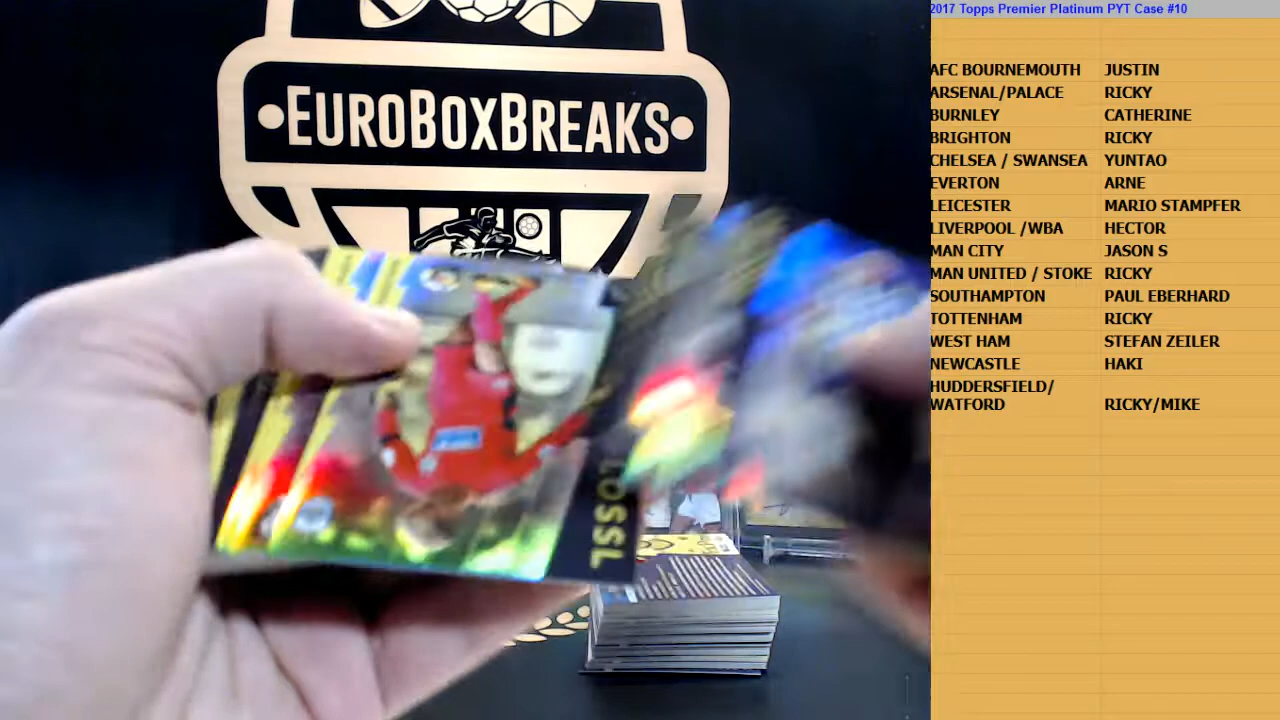 2017 Topps Premier Platinum PYT Case #10
EUROBOXBREAKS
AFC BOURNEMOUTH JUSTIN
ARSENAL/PALACE RICKY
BURNLEY CATHERINE
BRIGHTON RICKY
CHELSEA / SWANSEA YUNTAO
EVERTON ARNE
LEICESTER MARIO STAMPFER
LIVERPOOL /WBA HECTOR
MAN CITY JASON S
MAN UNITED / STOKE RICKY
SOUTHAMPTON PAUL EBERHARD
TOTTENHAM RICKY
WEST HAM STEFAN ZEILER
NEWCASTLE HAKI
HUDDERSFIELD/
WATFORD RICKY/MIKE
LOSSL